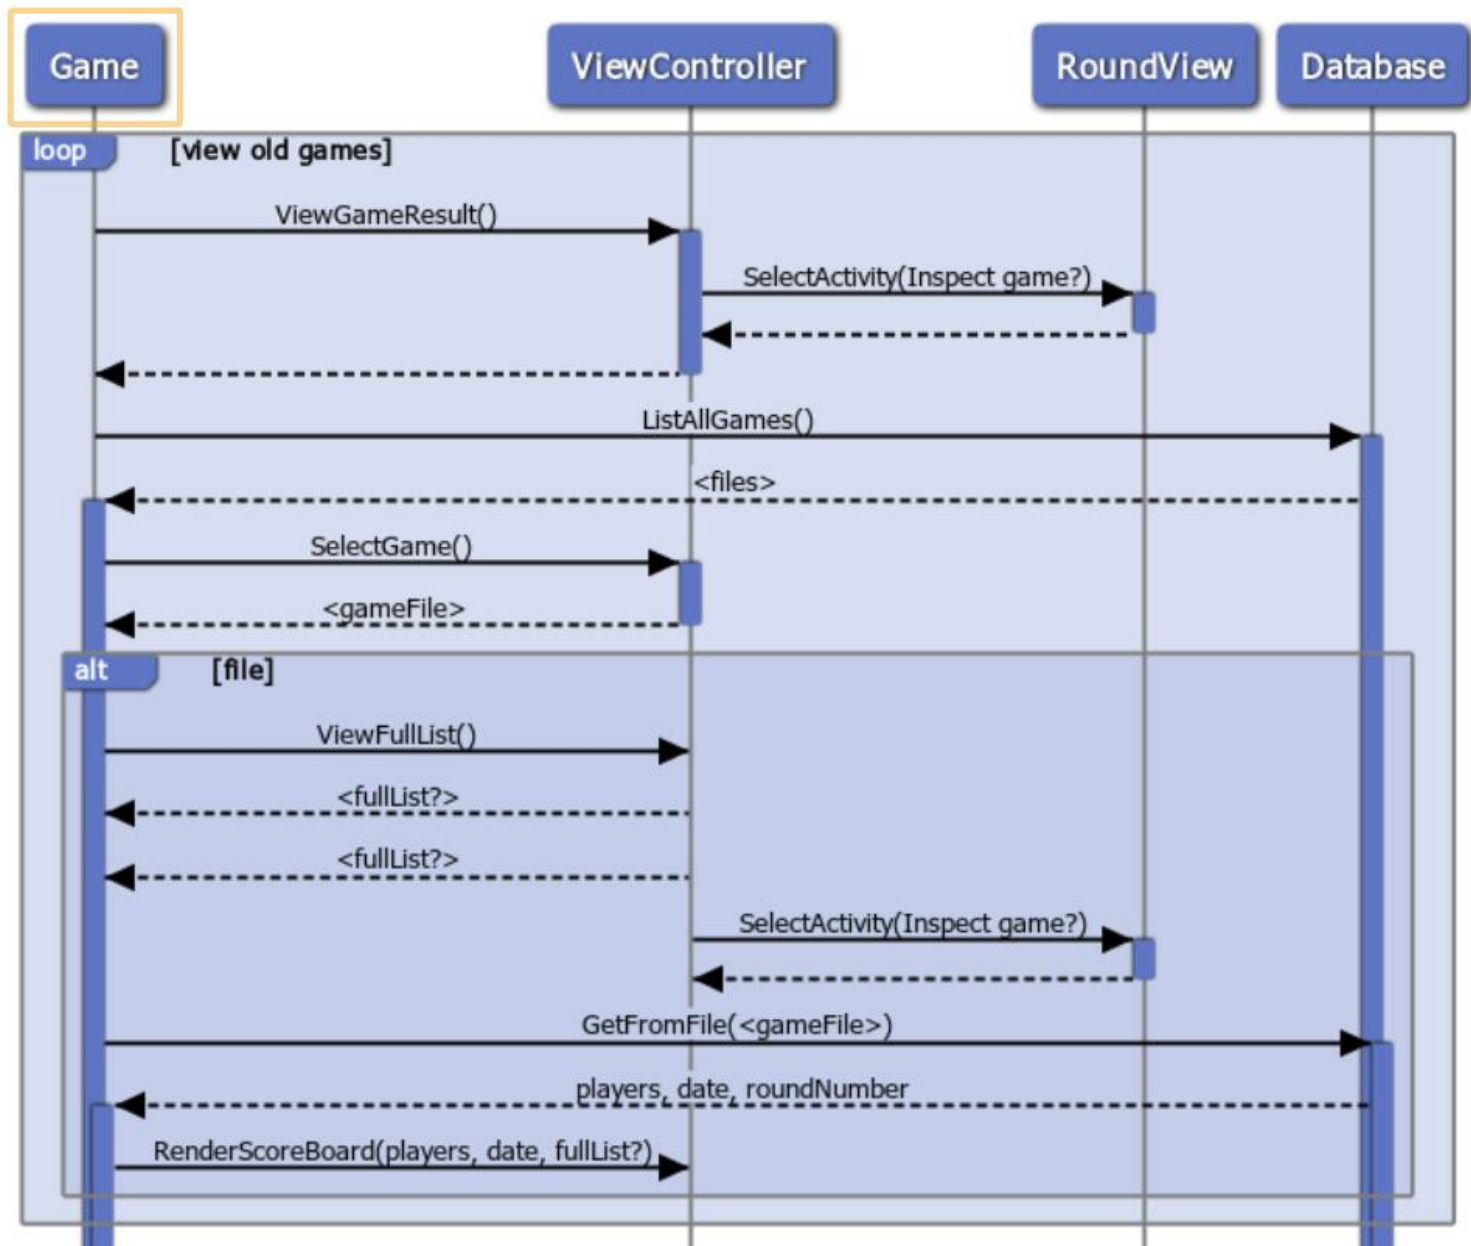 Game
ViewController
RoundView
Database
loop
[view old games]
ViewGameResult()
SelectActivity(Inspect game?)
ListAllGames()
<files>
SelectGame()
<gameFile>
alt
[file]
ViewFullList()
<fullList?>
<fullList?>
SelectActivity(Inspect game?)
GetFromFile(<gameFile>)
players, date, roundNumber
RenderScoreBoard(players, date, fullList?)